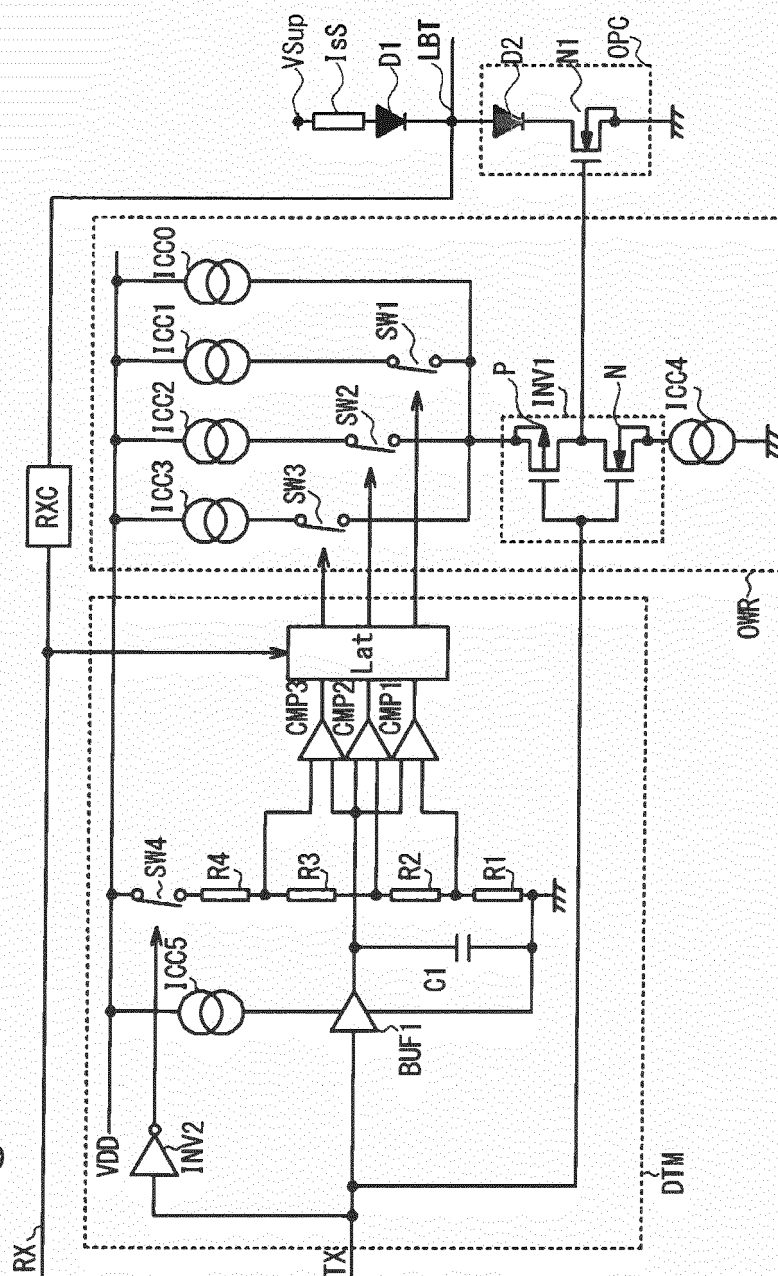 VSup
IsS
D1
LBT
D2
N1
OPC
ICC0
ICC1
ICC2
ICC3
SW1
SW2
SW3
P
INV1
N
ICC4
RXC
OWR
Lat
CMP3
CMP2
CMP1
SW4
R4
R3
R2
R1
ICC5
C1
BUF1
VDD
INV2
DTM
RX
TX